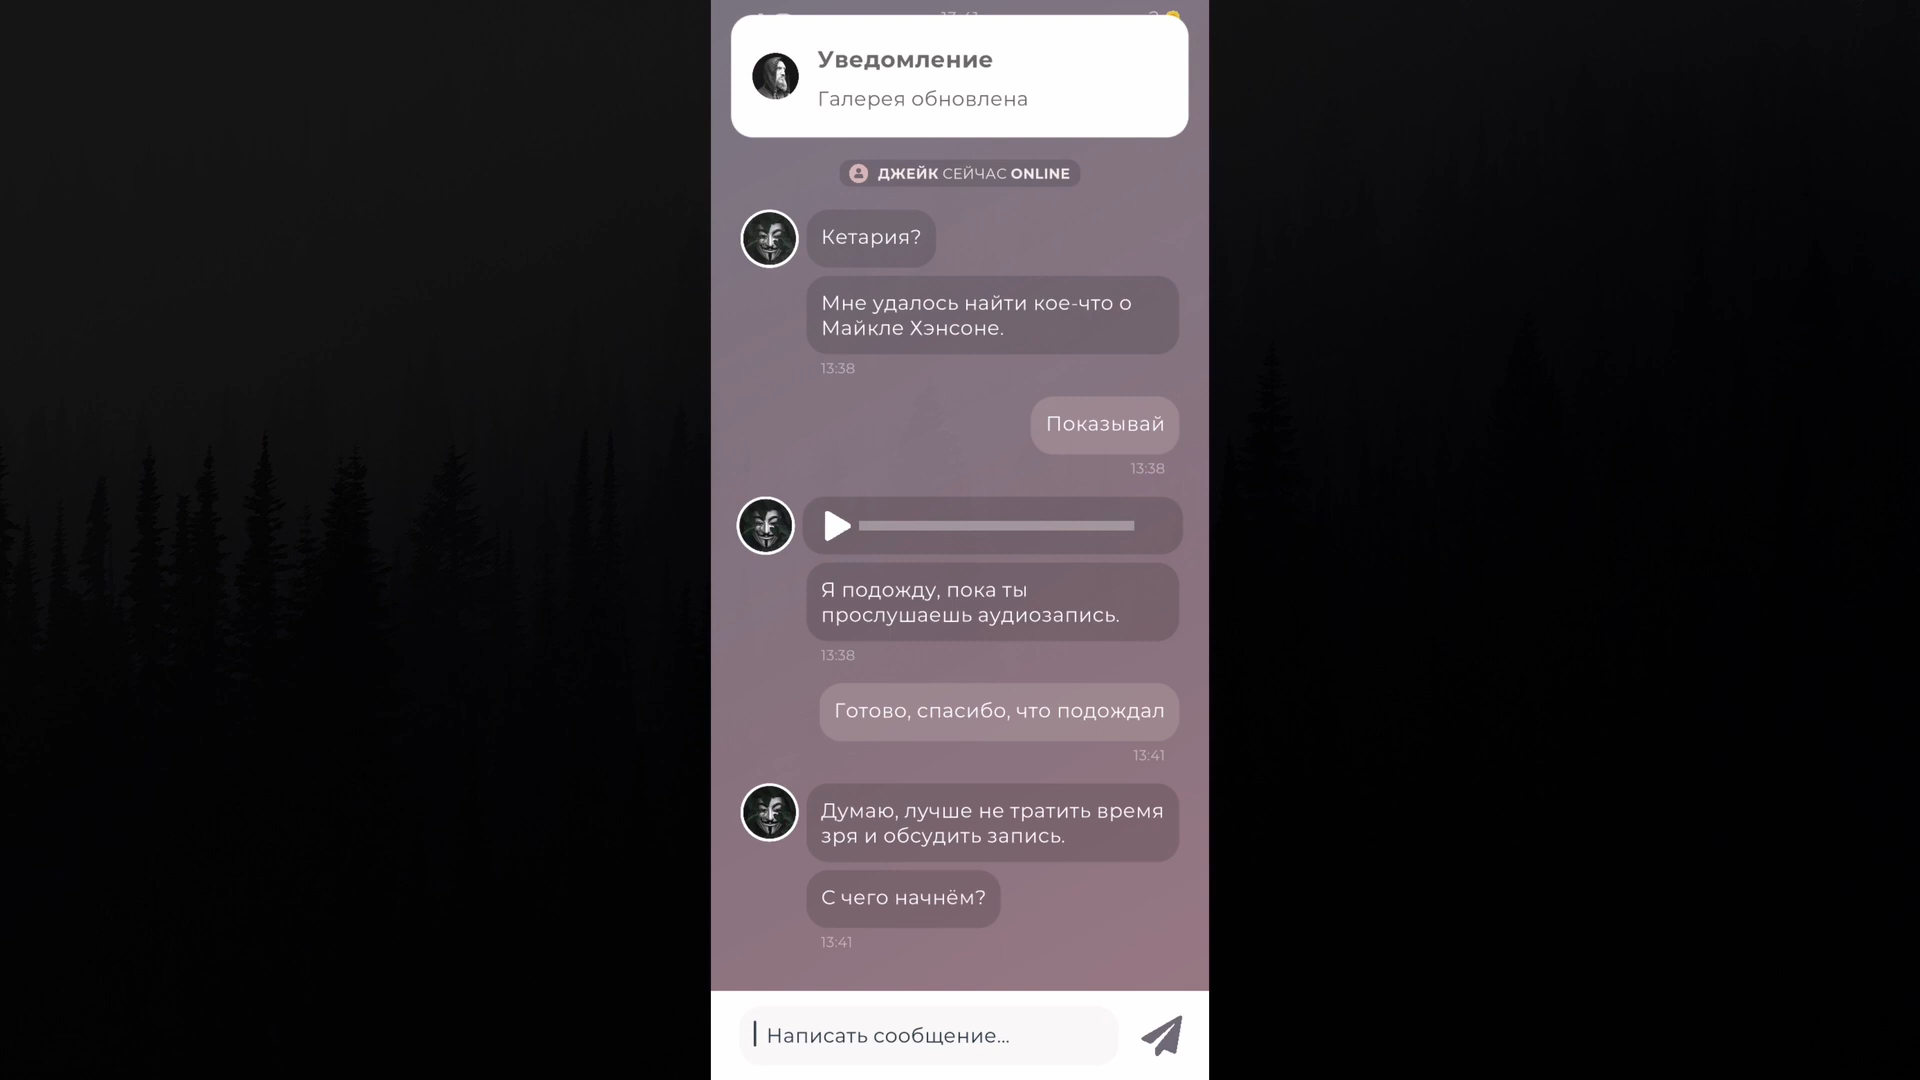 Уведомление
Галерея обновлена
ДЖЕЙК СЕЙЧАС ONLINE
Кетария?
Мне удалось найти кое-что о
Майкле Хэнсоне.
13:38
Показывай
13:38
Я подожду, пока ты
прослушаешь аудиозапись.
13:38
Готово, спасибо, что подождал
13:41
Думаю, лучше не тратить время
зря и обсудить запись.
С чего начнём?
13:41
Написать сообщение...